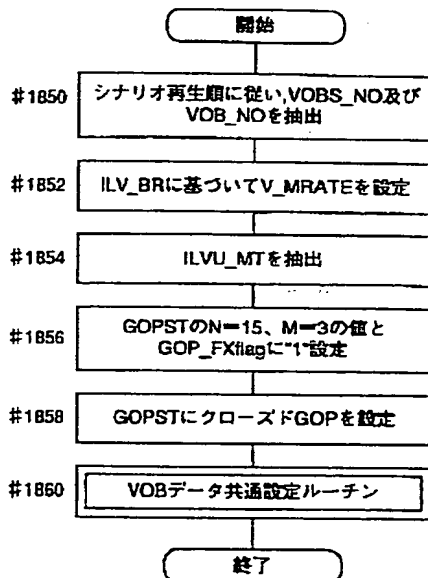 開始
#1850
シナリオ再生順に従い,VOBS_NO及び
VOB_NOを抽出
#1852
ILV_BRに基づいてV_MRATEを設定
#1854
ILVU_MTを抽出
#1856
GOPSTのN=15、M=3の値と
GOP_FXflagに"1"設定
#1858
GOPSTにクローズドGOPを設定
#1860
VOBデータ共通設定ルーチン
終了